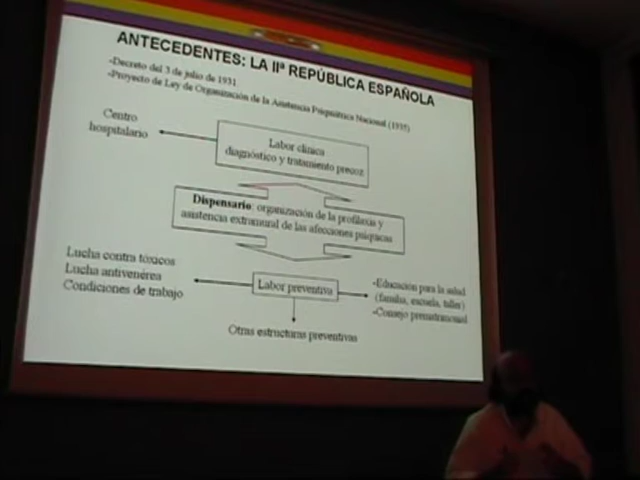 ANTECEDENTES: LA IIª REPÚBLICA ESPAÑOLA
-Decreto del 3 de julio de 1931
-Proyecto de Ley de Organización de la Asistencia Psiquiátrica Nacional (1935)
Centro
hospitalario
Labor clínica
diagnóstico y tratamiento precoz
Dispensario: organización de la profilaxis y
asistencia extramural de las afecciones psíquicas
Lucha contra tóxicos
Lucha antivenérea
Condiciones de trabajo
Labor preventiva
-Educación para la salud
(familia, escuela, taller)
-Consejo prematrimonial
Otras estructuras preventivas